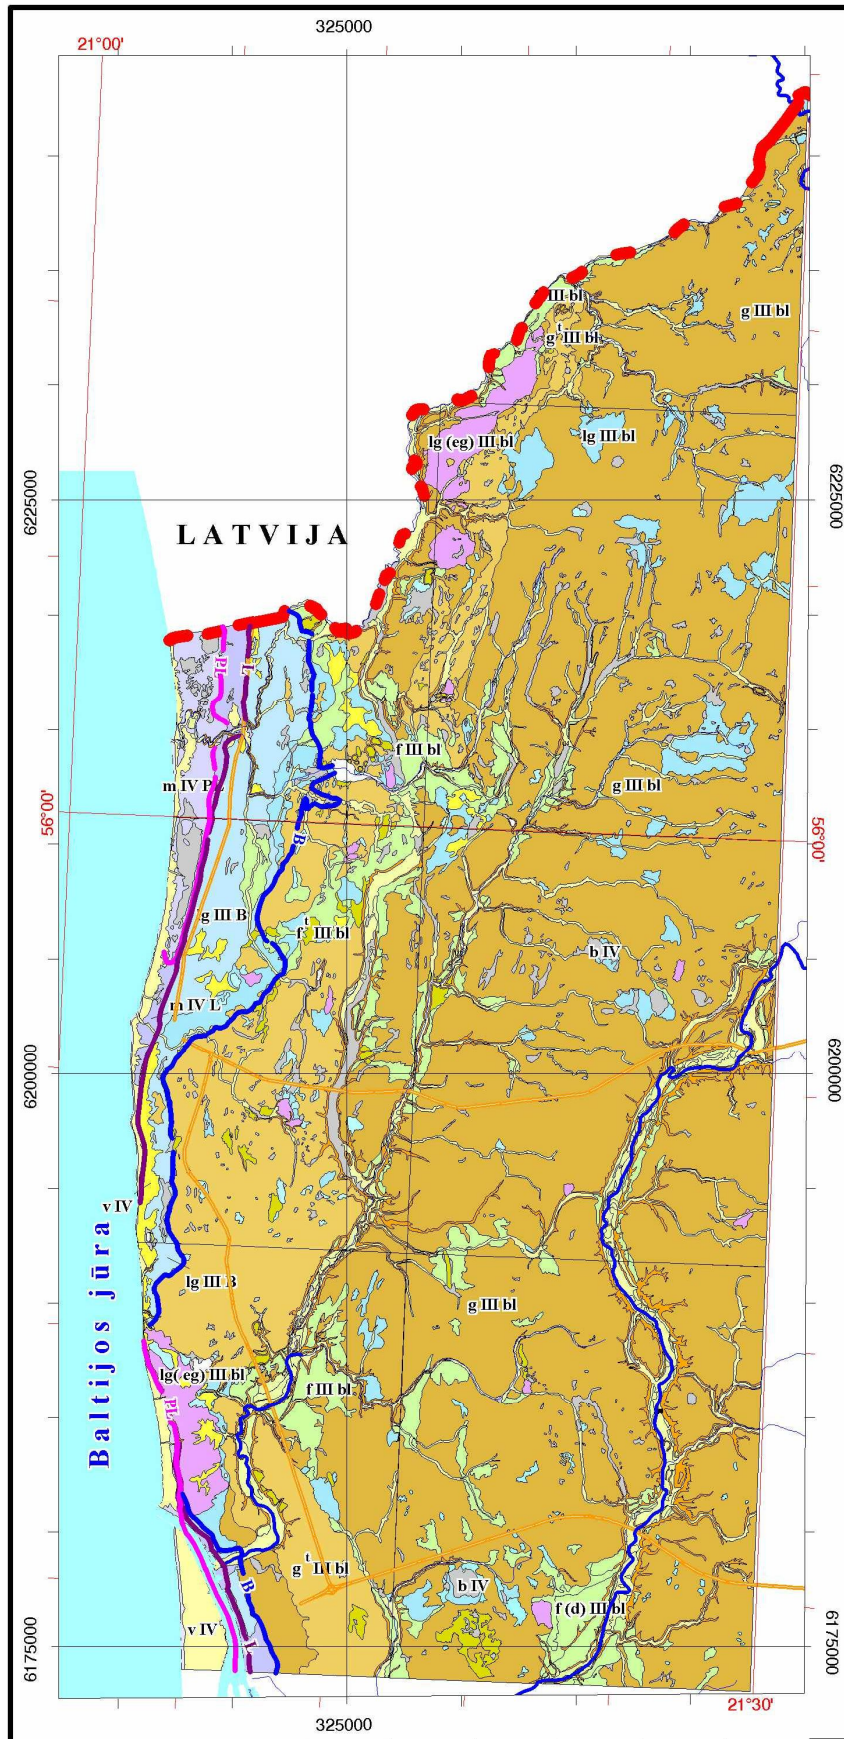 325000
21°00'
III bl
g III bl
g t III bl
lg (eg) III bl
lg III bl
6225000
6225000
LATVIJA
PL
L
f III bl
m IV P
g III bl
56°00'
56°00'
B
g III B
f t III bl
b IV
m IV L
6200000
6200000
v IV
Baltijos jūra
lg III B
g III bl
lg( eg) III bl
f III bl
PL
g t III bl
b IV
B
f (d) III bl
v IV
L
6175000
6175000
21°30'
325000